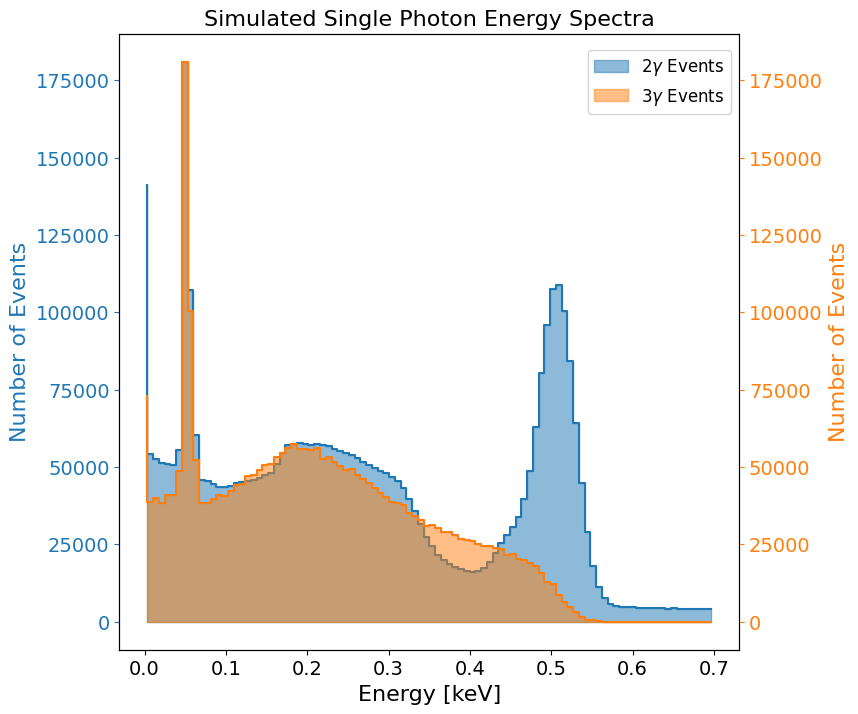 Simulated Single Photon Energy Spectra
2γ Events
3γ Events
Number of Events
175000
150000
125000
100000
75000
50000
25000
0
175000
150000
125000
100000
75000
50000
25000
0
Number of Events
0.0 0.1 0.2 0.3 0.4 0.5 0.6 0.7
Energy [keV]